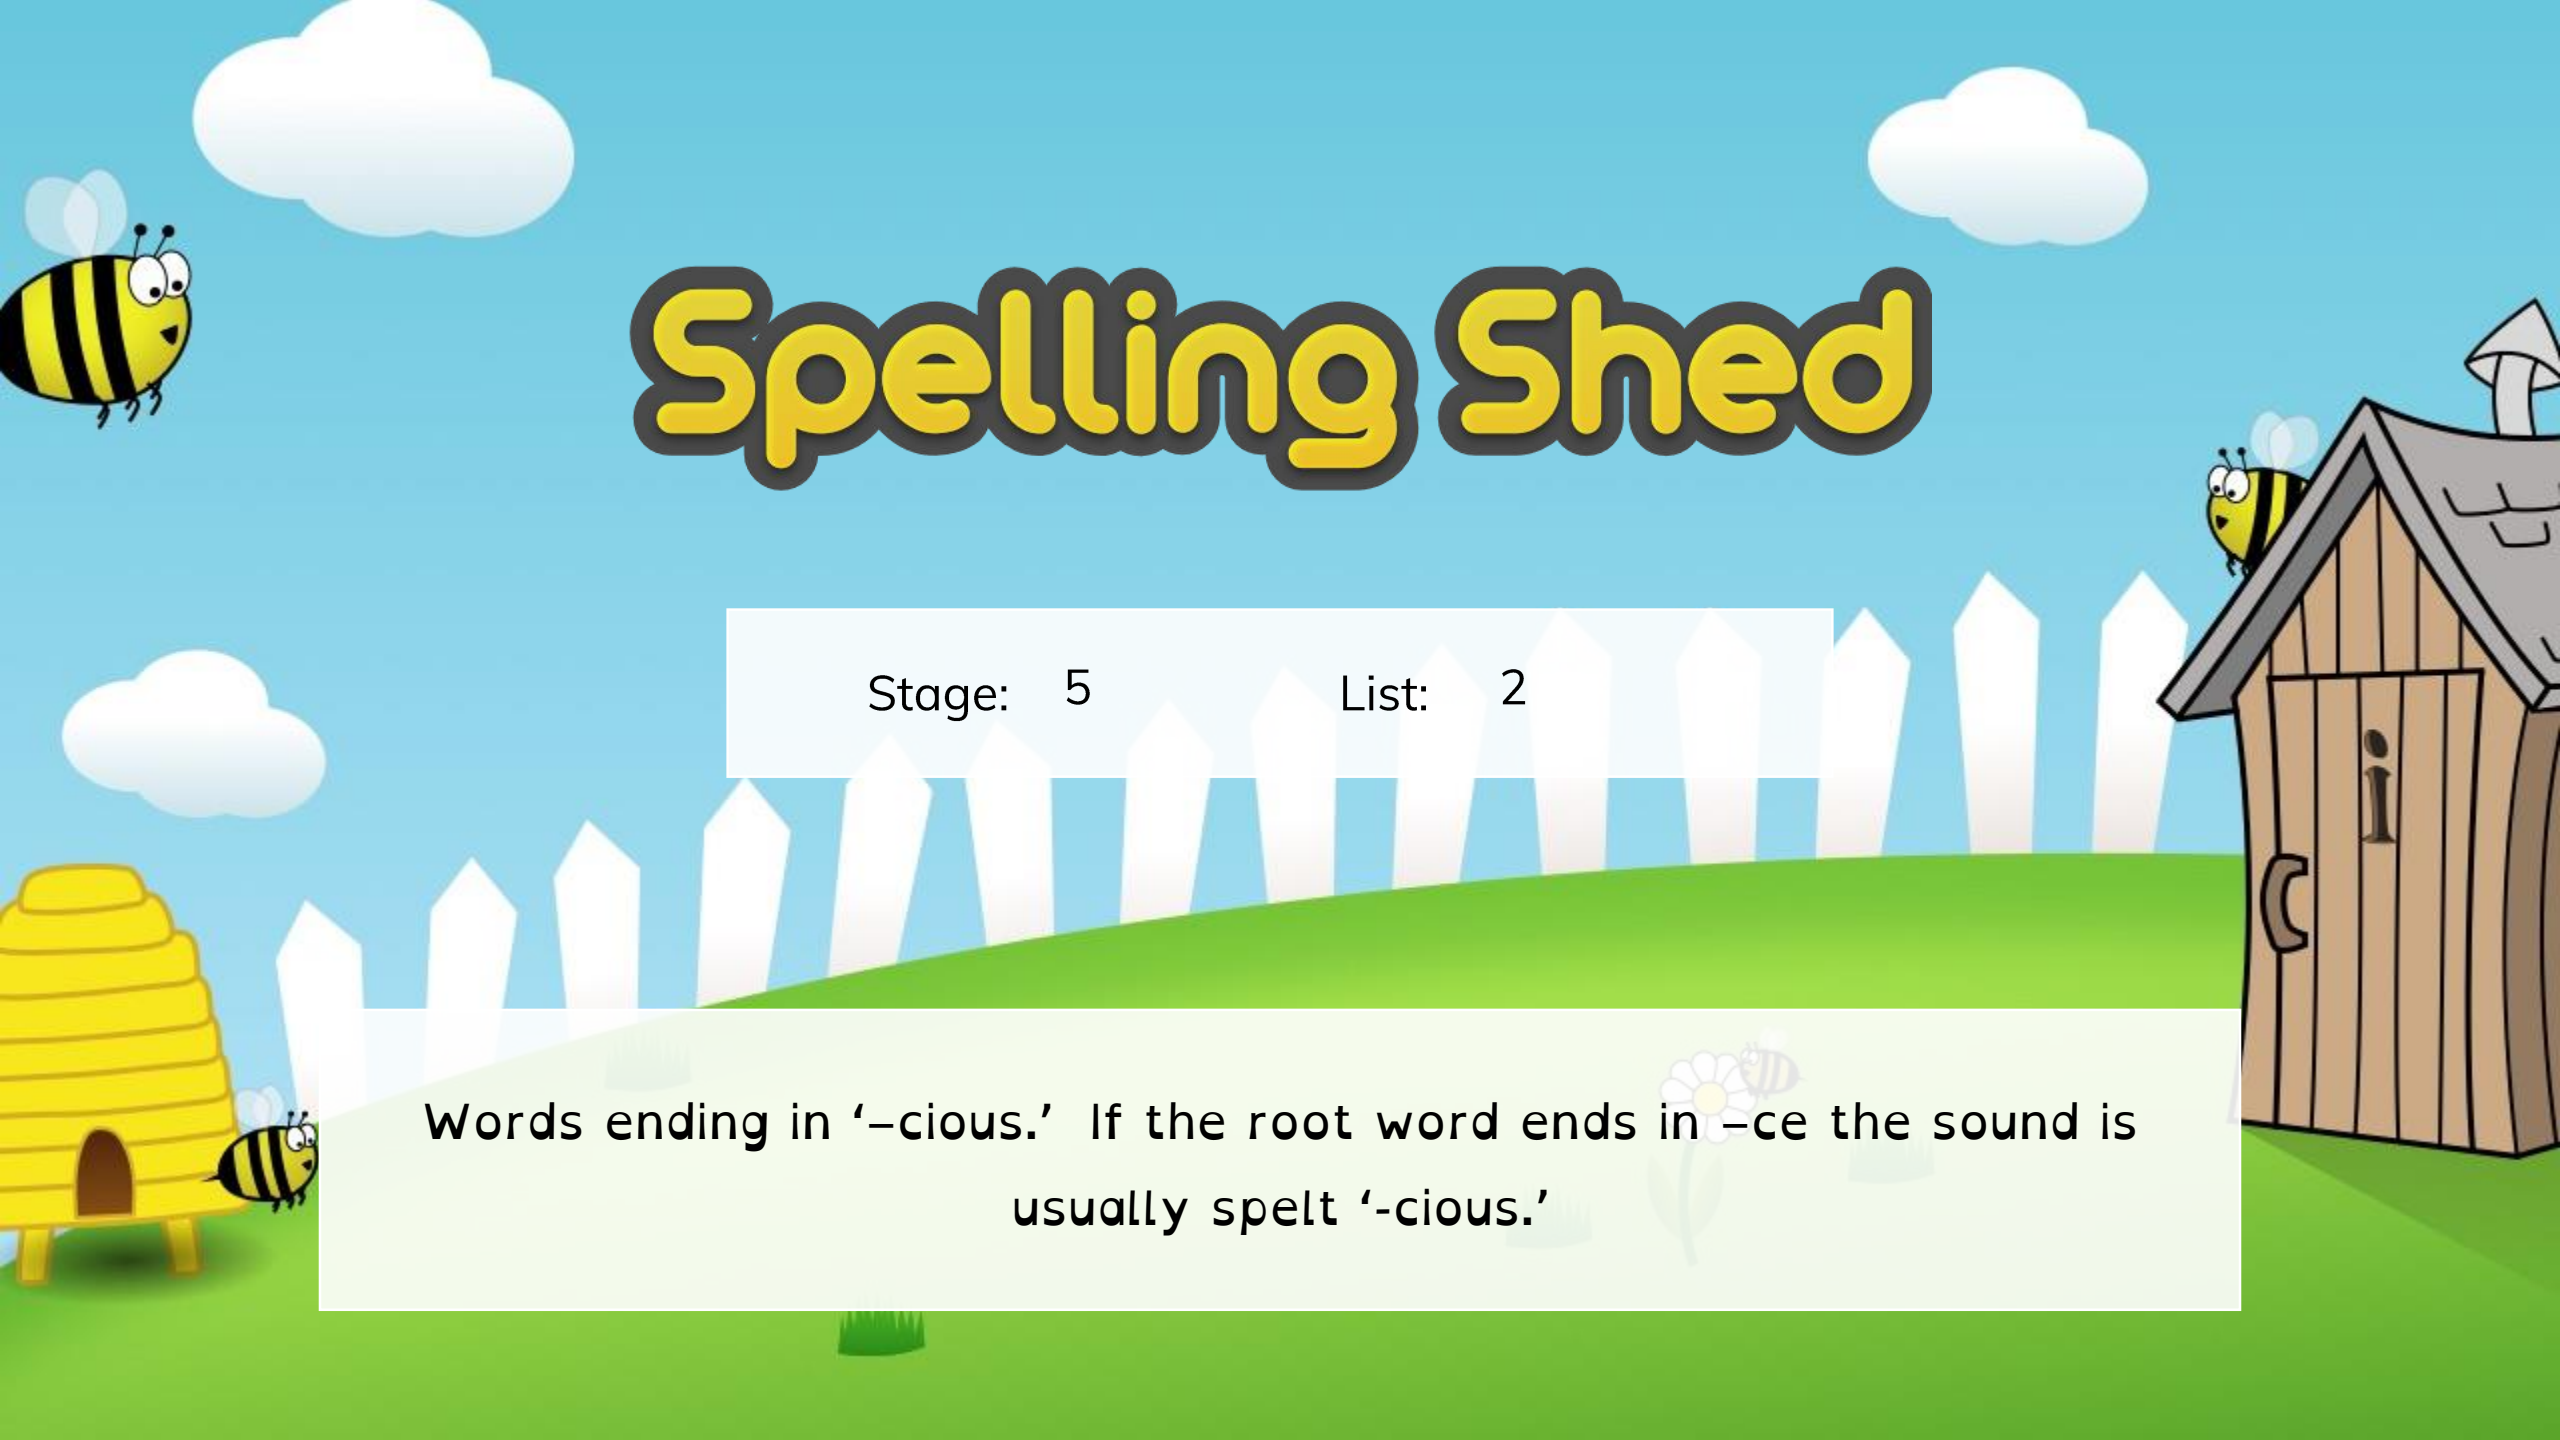 Spelling Shed
Stage: 5 List: 2
i
Words ending in ‘–cious.’ If the root word ends in –ce the sound is
usually spelt ‘-cious.’